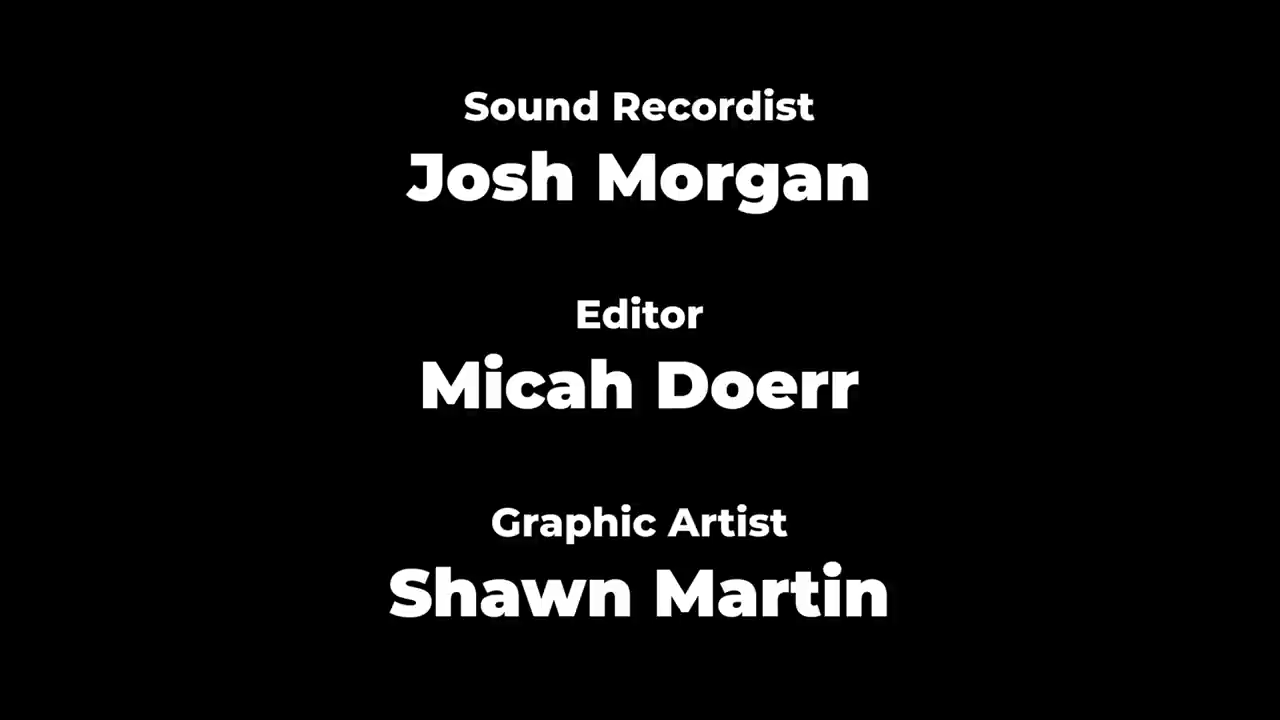 Sound Recordist
Josh Morgan
Editor
Micah Doerr
Graphic Artist
Shawn Martin